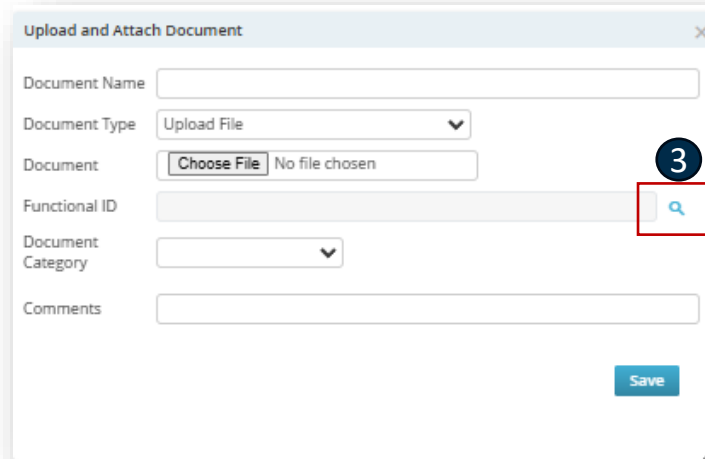 Upload and Attach Document ×
Document Name
Document Type Upload File
Document Choose File No file chosen
3
Functional ID
Document
Category
Comments
Save